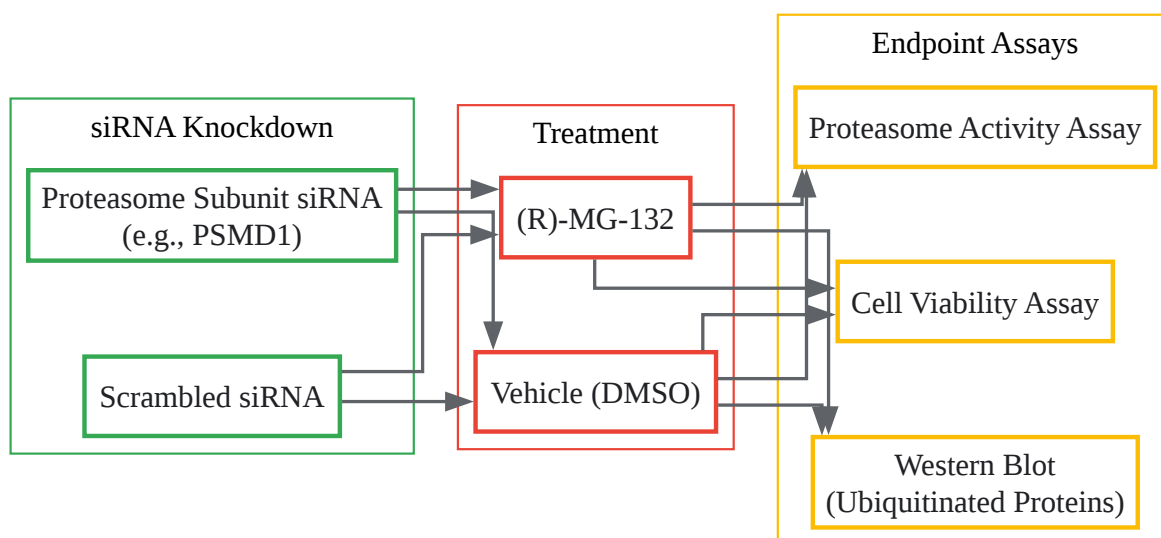 siRNA Knockdown
Proteasome Subunit siRNA
(e.g., PSMD1)
Scrambled siRNA
Treatment
(R)-MG-132
Vehicle (DMSO)
Endpoint Assays
Proteasome Activity Assay
Cell Viability Assay
Western Blot
(Ubiquitinated Proteins)